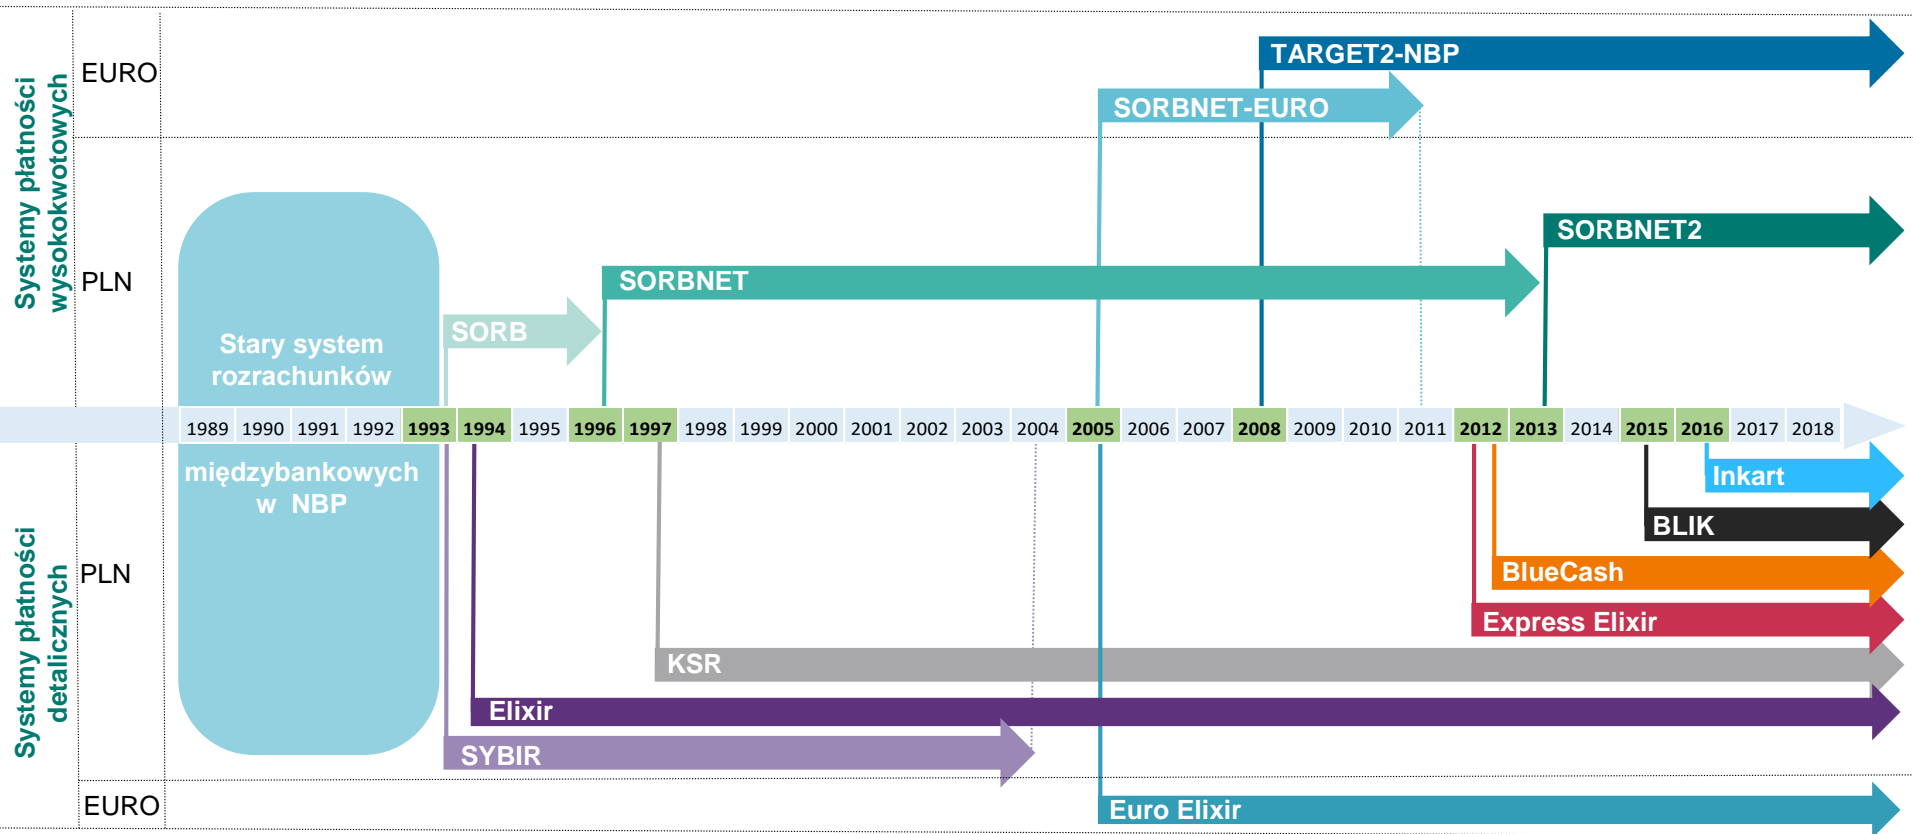 Systemy płatności
wysokokwotowych
EURO
TARGET2-NBP
SORBNET-EURO
PLN
SORBNET2
SORBNET
SORB
Stary system
rozrachunków
1989 1990 1991 1992 1993 1994 1995 1996 1997 1998 1999 2000 2001 2002 2003 2004 2005 2006 2007 2008 2009 2010 2011 2012 2013 2014 2015 2016 2017 2018
międzybankowych
w NBP
Systemy płatności
detalicznych
PLN
Inkart
BLIK
BlueCash
Express Elixir
KSR
Elixir
SYBIR
EURO
Euro Elixir